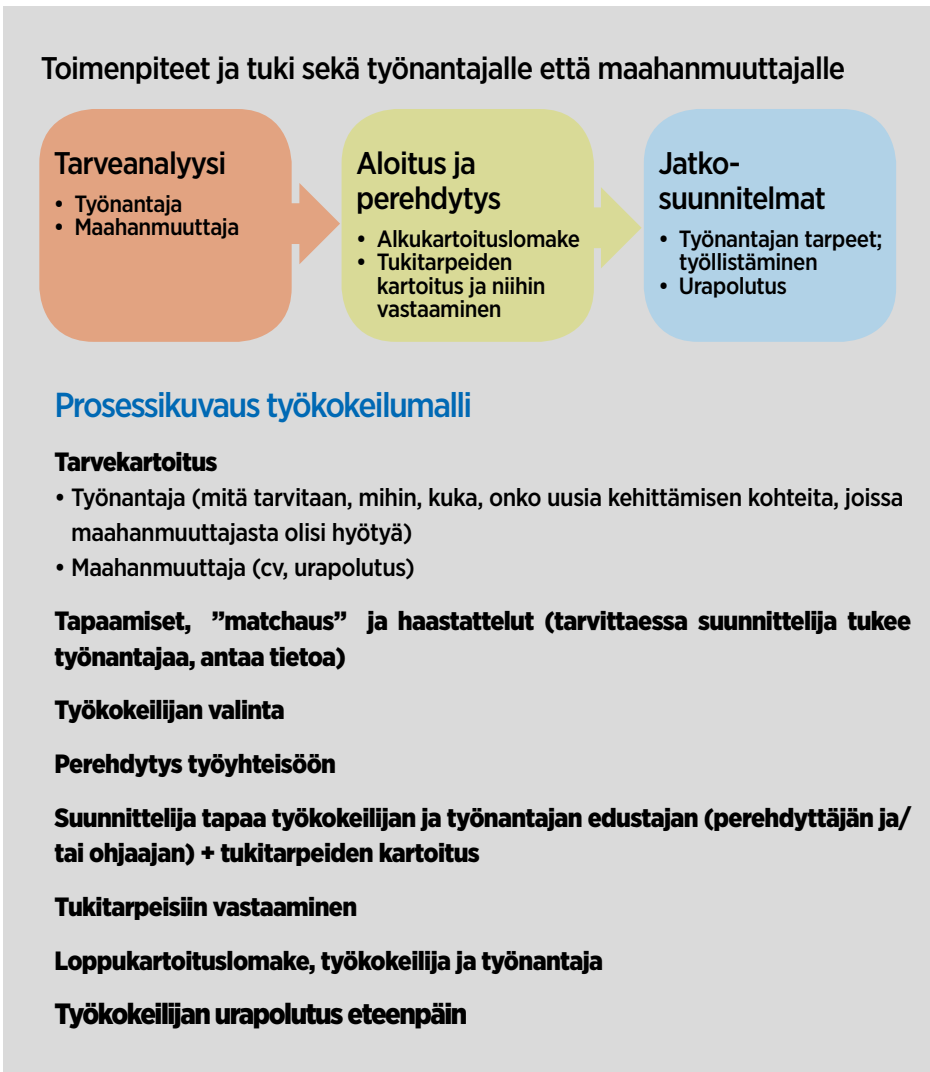 Toimenpiteet ja tuki sekä työnantajalle että maahanmuuttajalle
Tarveanalyysi
• Työnantaja
• Maahanmuuttaja
Aloitus ja
perehdytys
• Alkukartoituslomake
• Tukitarpeiden
kartoitus ja niihin
vastaaminen
Jatko-
suunnitelmat
• Työnantajan tarpeet;
työllistäminen
• Urapolutus
Prosessikuvaus työkokeilumalli
Tarvekartoitus
• Työnantaja (mitä tarvitaan, mihin, kuka, onko uusia kehittämisen kohteita, joissa
maahanmuuttajasta olisi hyötyä)
• Maahanmuuttaja (cv, urapolutus)
Tapaamiset, ”matchaus” ja haastattelut (tarvittaessa suunnittelija tukee
työnantajaa, antaa tietoa)
Työkokeilijan valinta
Perehdytys työyhteisöön
Suunnittelija tapaa työkokeilijan ja työnantajan edustajan (perehdyttäjän ja/
tai ohjaajan) + tukitarpeiden kartoitus
Tukitarpeisiin vastaaminen
Loppukartoituslomake, työkokeilija ja työnantaja
Työkokeilijan urapolutus eteenpäin